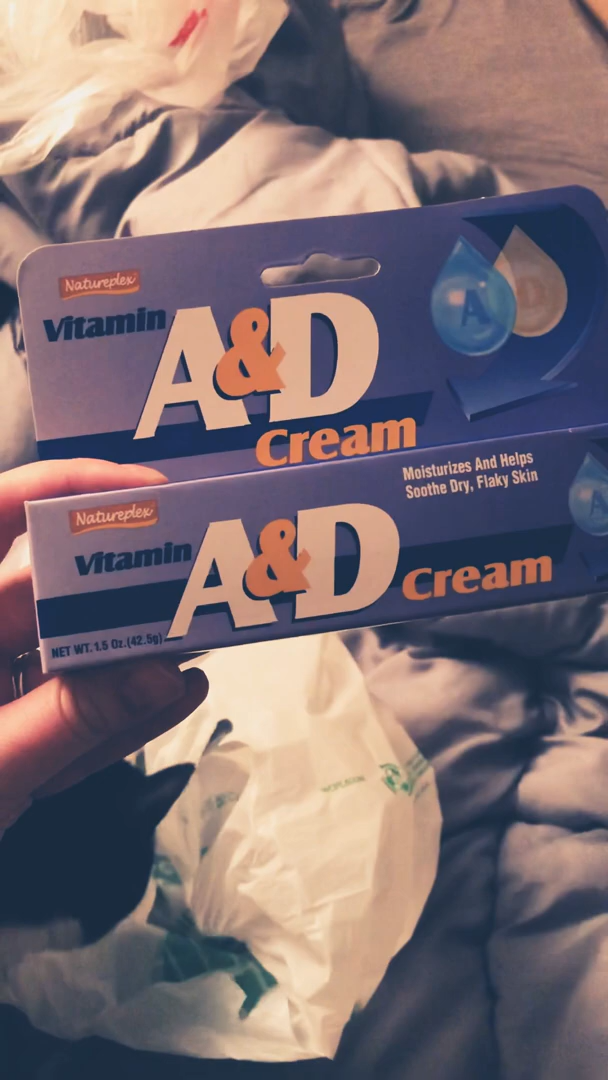 Natureplex
Vitamin
A&D
Cream
A
D
Moisturizes And Helps
Soothe Dry, Flaky Skin
Natureplex
Vitamin
A&D
Cream
NET WT. 1.5 Oz.(42.5g)